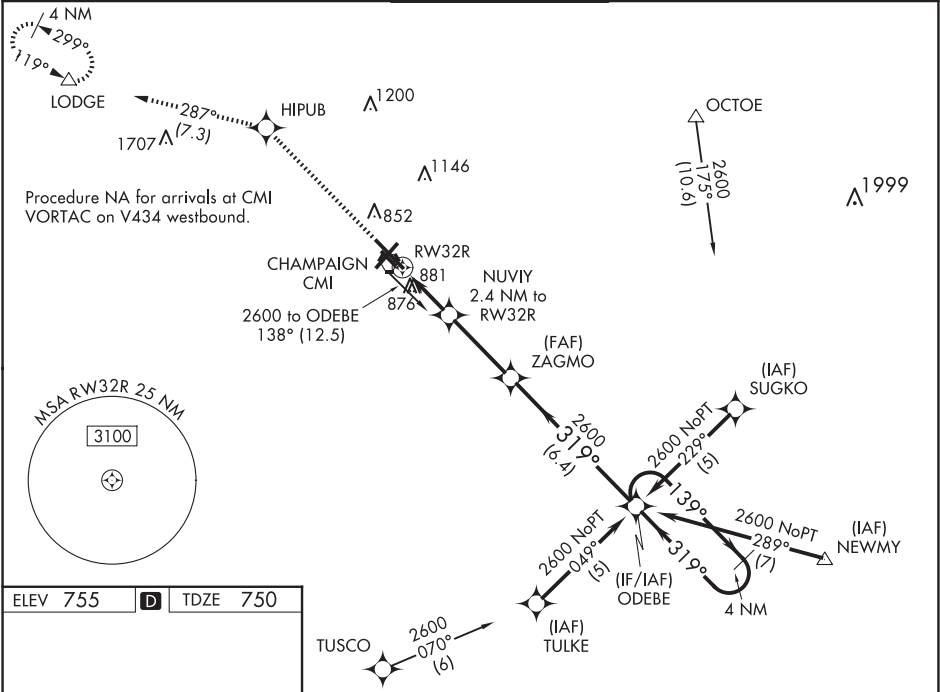 4 NM
299°
119°
LODGE
287°
(7.3)
HIPUB
1200
1707
1146
OCTOE
2600
175°
(10.6)
1999
Procedure NA for arrivals at CMI
VORTAC on V434 westbound.
852
RW32R
CHAMPAIGN
CMI
881
876
NUVIY
2.4 NM to
RW32R
2600 to ODEBE
138° (12.5)
(FAF)
ZAGMO
(IAF)
SUGKO
MSA RW32R 25 NM
3100
2600
319°
(6.4)
2600 NoPT
229°
(5)
139°
2600 NoPT
289°
(7)
(IAF)
NEWMY
2600 NoPT
049°
(5)
319°
(IF/IAF)
ODEBE
4 NM
ELEV 755 D TDZE 750
(IAF)
TULKE
TUSCO
2600
070°
(6)